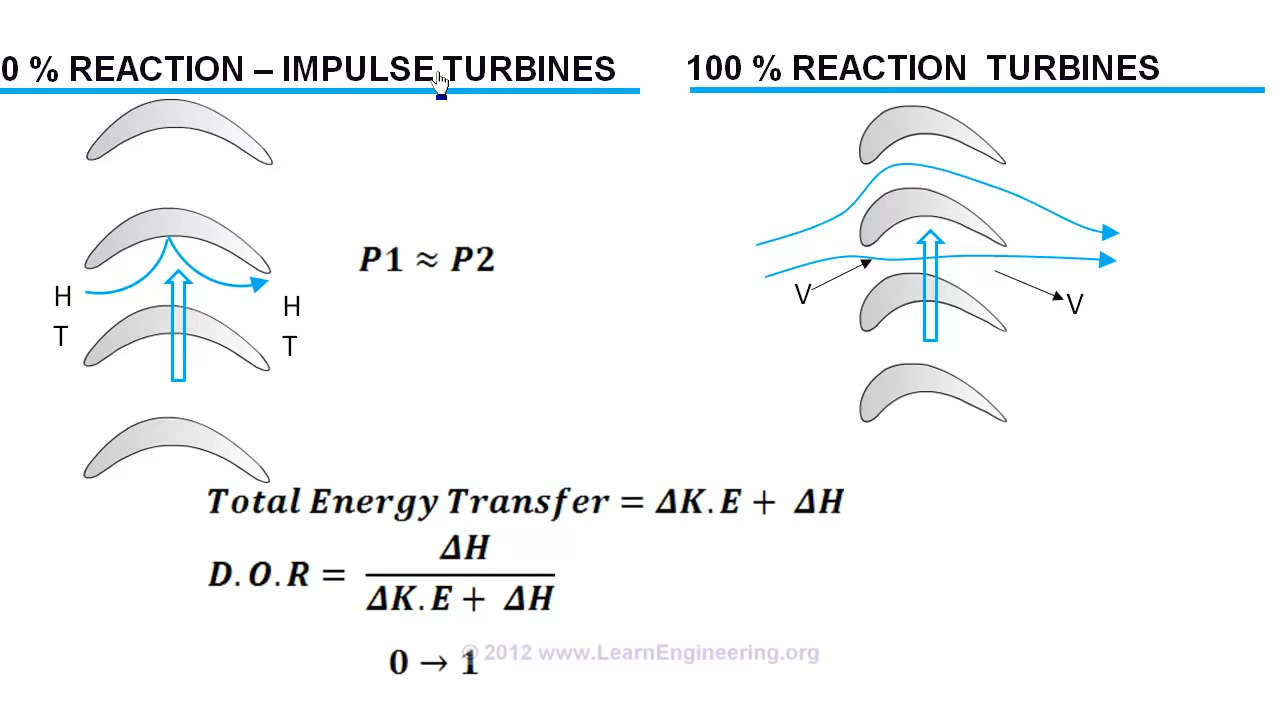 0 % REACTION – IMPULSE TURBINES
100 % REACTION TURBINES
P1 ≈ P2
H
T
H
T
V
V
Total Energy Transfer = ΔK.E + ΔH
D.O.R = ΔH
ΔK.E + ΔH
0 → 1
© 2012 www.LearnEngineering.org